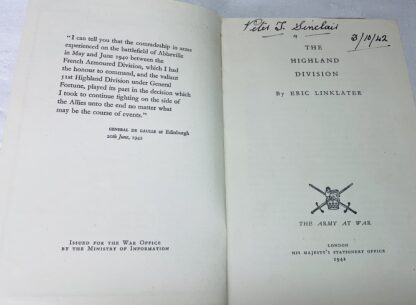 "I can tell you that the comradeship in arms
experienced on the battlefield of Abbeville
in May and June 1940 between the
French Armoured Division, which I had
the honour to command, and the valiant
51st Highland Division under General
Fortune, played its part in the decision which
I took to continue fighting on the side of
the Allies unto the end no matter what
may be the course of events."
GENERAL DE GAULLE at Edinburgh
20th June, 1942
ISSUED FOR THE WAR OFFICE
BY THE MINISTRY OF INFORMATION
Peter T. Sinclair
3/10/42
THE
HIGHLAND
DIVISION
BY ERIC LINKLATER
THE ARMY AT WAR
LONDON
HIS MAJESTY'S STATIONERY OFFICE
1942